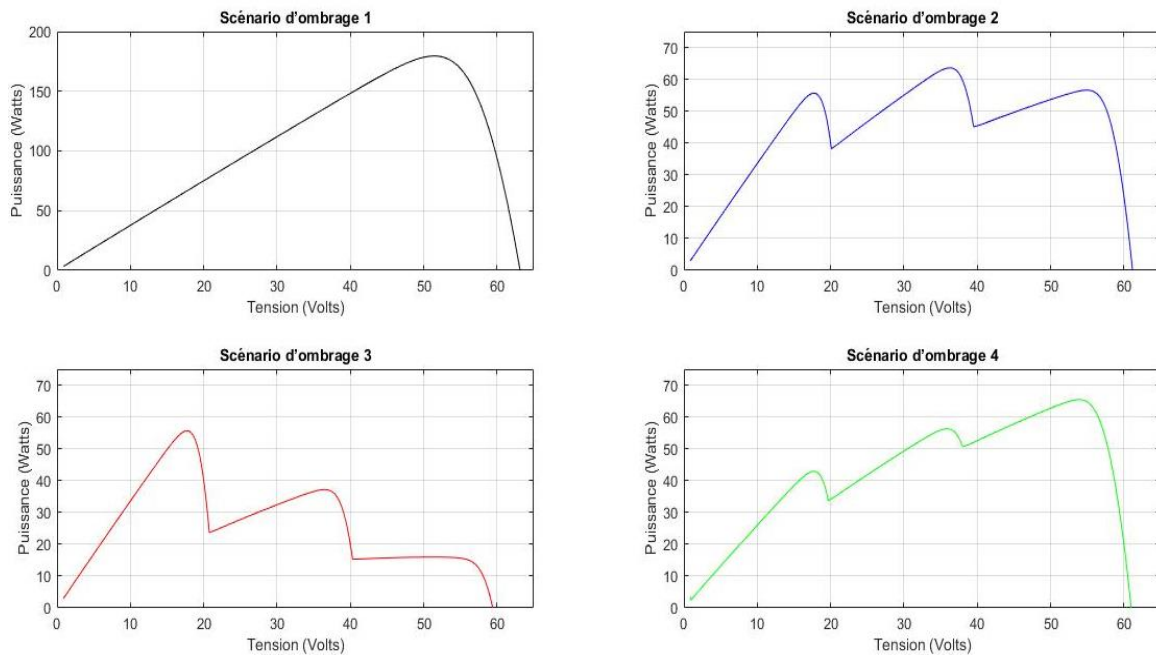 Scénario d'ombrage 1
200
150
100
50
0
Puissance (Watts)
0 10 20 30 40 50 60
Tension (Volts)
Scénario d'ombrage 2
70
60
50
40
30
20
10
0
Puissance (Watts)
0 10 20 30 40 50 60
Tension (Volts)
Scénario d'ombrage 3
70
60
50
40
30
20
10
0
Puissance (Watts)
0 10 20 30 40 50 60
Tension (Volts)
Scénario d'ombrage 4
70
60
50
40
30
20
10
0
Puissance (Watts)
0 10 20 30 40 50 60
Tension (Volts)